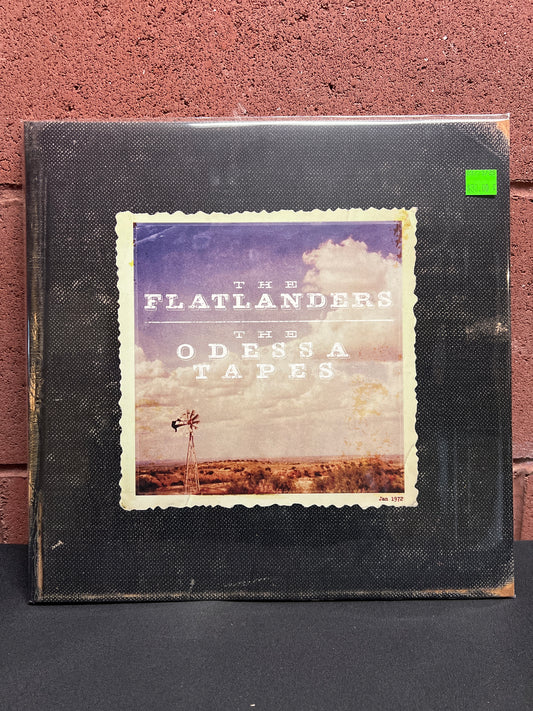 THE
FLATLANDERS
THE
ODESSA
TAPES
Jan 1972